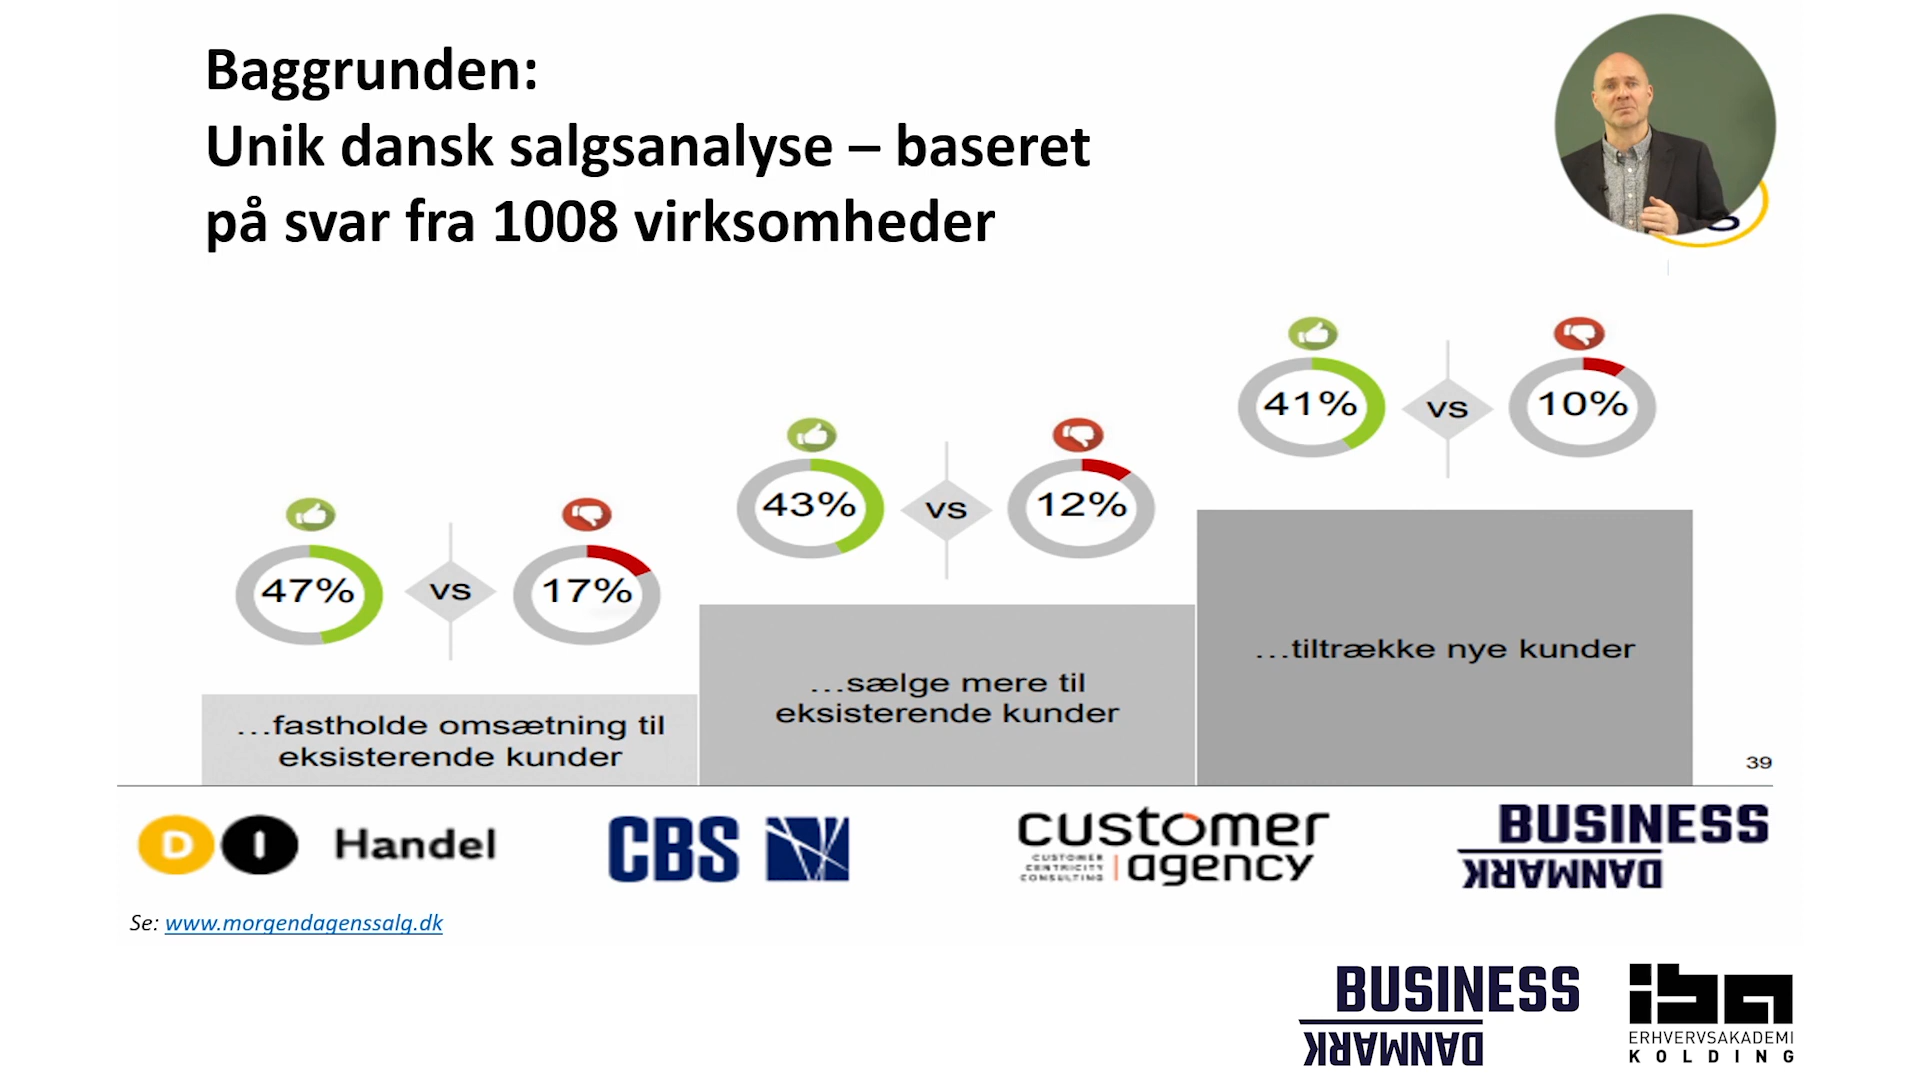 Baggrunden:
Unik dansk salgsanalyse – baseret
på svar fra 1008 virksomheder
41% vs 10%
43% vs 12%
47% vs 17%
…tiltrække nye kunder
…sælge mere til
eksisterende kunder
…fastholde omsætning til
eksisterende kunder
39
DI Handel
CBS
customer
CUSTOMER
CENTRICITY
CONSULTING
agency
BUSINESS
DANMARK
Se: www.morgendagenssalg.dk
BUSINESS
DANMARK
iba
ERHVERVSAKADEMI
KOLDING